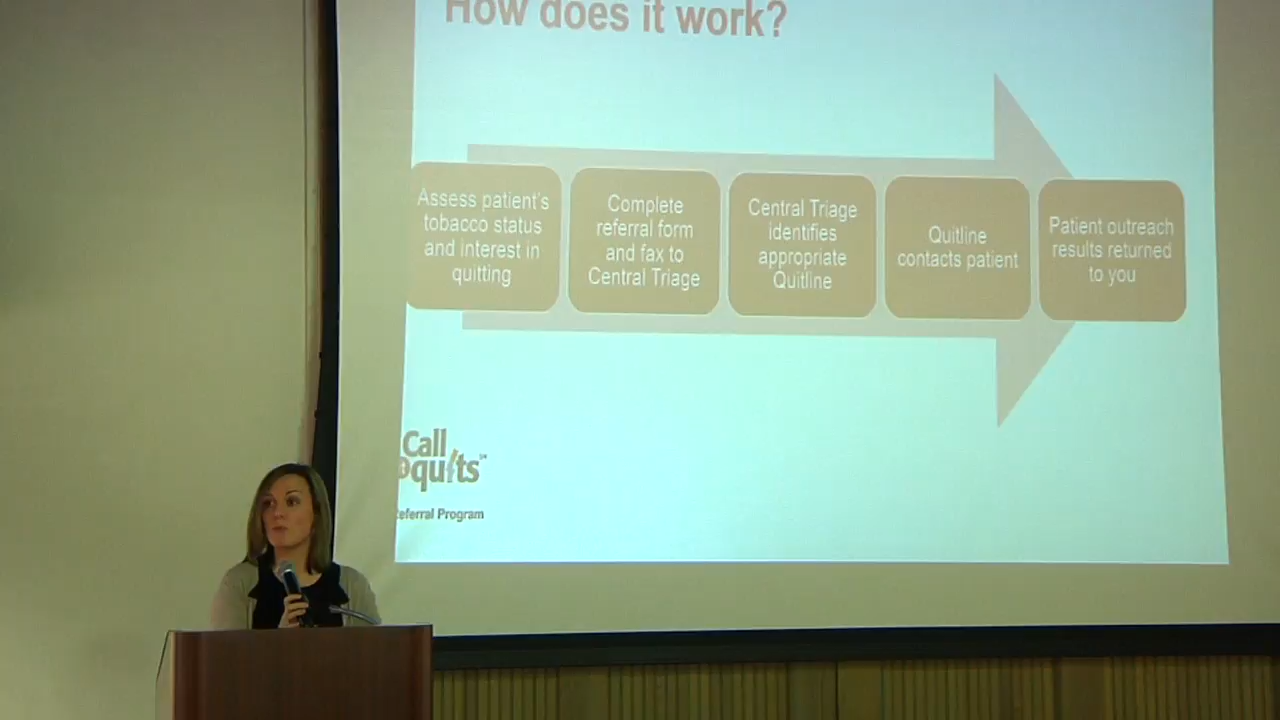 How does it work?
Assess patient's
tobacco status
and interest in
quitting
Complete
referral form
and fax to
Central Triage
Central Triage
identifies
appropriate
Quitline
Quitline
contacts patient
Patient outreach
results returned
to you
Call
quits
eferral Program